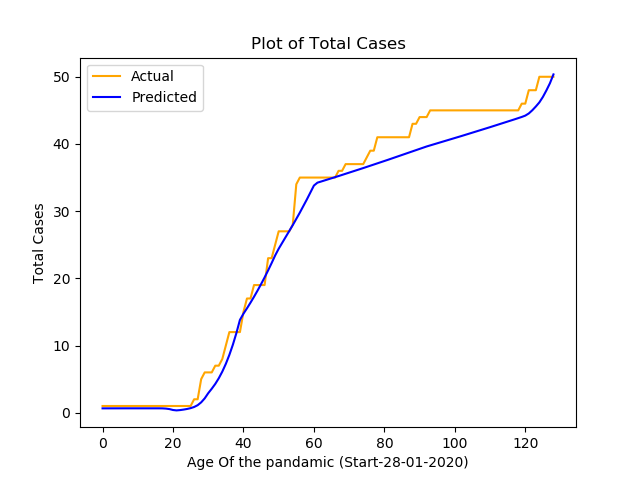 Plot of Total Cases
Actual
Predicted
50
40
30
20
10
0
Total Cases
0 20 40 60 80 100 120
Age Of the pandamic (Start-28-01-2020)